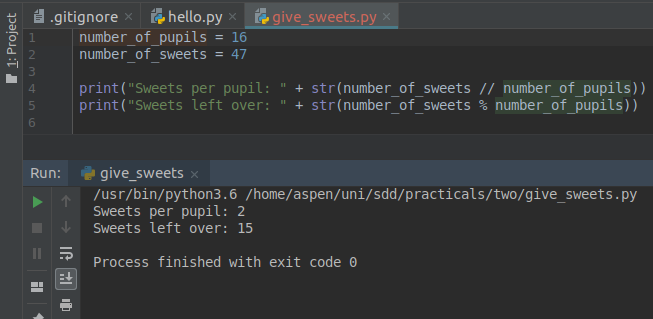 .gitignore hello.py give_sweets.py
1: Project
1 number_of_pupils = 16
2 number_of_sweets = 47
3
4 print("Sweets per pupil: " + str(number_of_sweets // number_of_pupils))
5 print("Sweets left over: " + str(number_of_sweets % number_of_pupils))
6
Run: give_sweets
/usr/bin/python3.6 /home/aspen/uni/sdd/practicals/two/give_sweets.py
Sweets per pupil: 2
Sweets left over: 15
Process finished with exit code 0